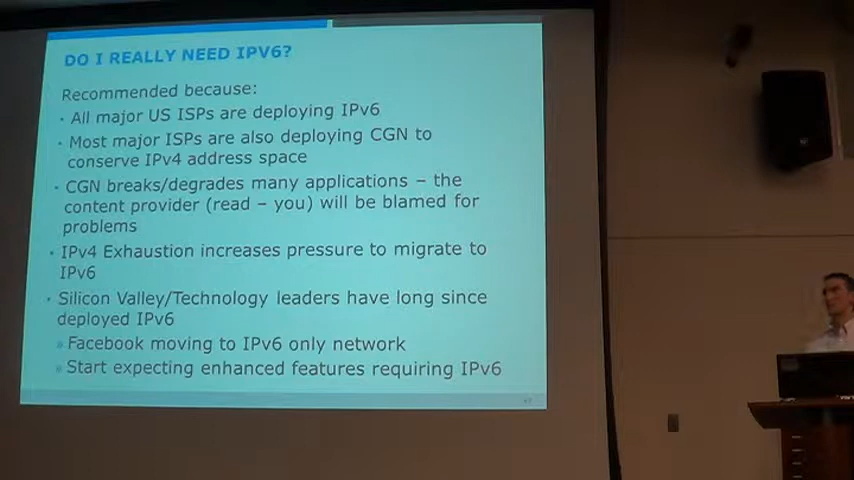 DO I REALLY NEED IPV6?
Recommended because:
• All major US ISPs are deploying IPv6
• Most major ISPs are also deploying CGN to
conserve IPv4 address space
• CGN breaks/degrades many applications – the
content provider (read – you) will be blamed for
problems
• IPv4 Exhaustion increases pressure to migrate to
IPv6
• Silicon Valley/Technology leaders have long since
deployed IPv6
» Facebook moving to IPv6 only network
» Start expecting enhanced features requiring IPv6